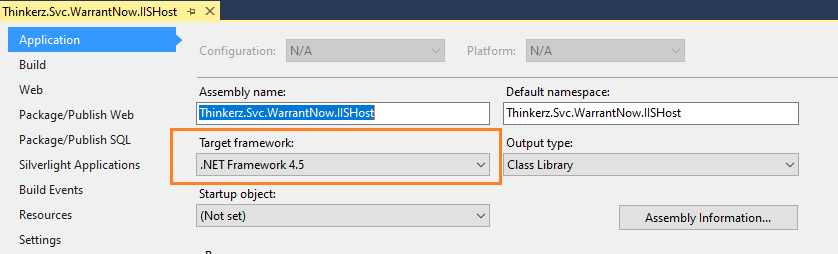 Thinkerz.Svc.WarrantNow.IISHost
Application
Build
Web
Package/Publish Web
Package/Publish SQL
Silverlight Applications
Build Events
Resources
Settings
Configuration: N/A Platform: N/A
Assembly name: Default namespace:
Thinkerz.Svc.WarrantNow.IISHost Thinkerz.Svc.WarrantNow.IISHost
Target framework: Output type:
.NET Framework 4.5 Class Library
Startup object:
(Not set) Assembly Information...